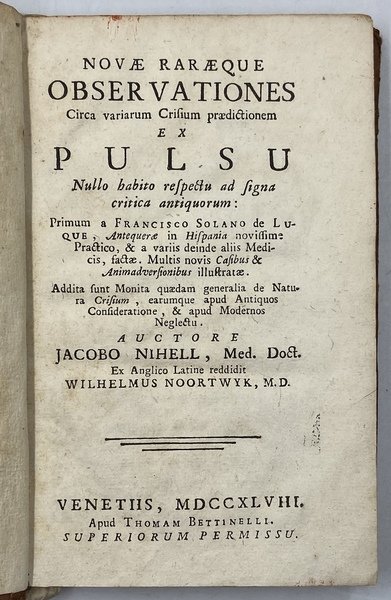 NOVÆ RARÆQUE
OBSERVATIONES
Circa variarum Criſium prædictionem
EX
PULSU
Nullo habito reſpectu ad ſigna
critica antiquorum:
Primum a FRANCISCO SOLANO de LU-
QUE, Antequeræ in Hiſpania noviſſime
Practico, & a variis deinde aliis Medi-
cis, factæ. Multis novis Caſibus &
Animadverſionibus illuſtratæ.
Addita ſunt Monita quædam generalia de Natu-
ra Criſium, earumque apud Antiquos
Conſideratione, & apud Modernos
Neglectu.
AUCTORE
JACOBO NIHELL, Med. Doct.
Ex Anglico Latine reddidit
WILHELMUS NOORTWYK, M.D.
VENETIIS, MDCCXLVIII.
Apud THOMAM BETTINELLI.
SUPERIORUM PERMISSU.